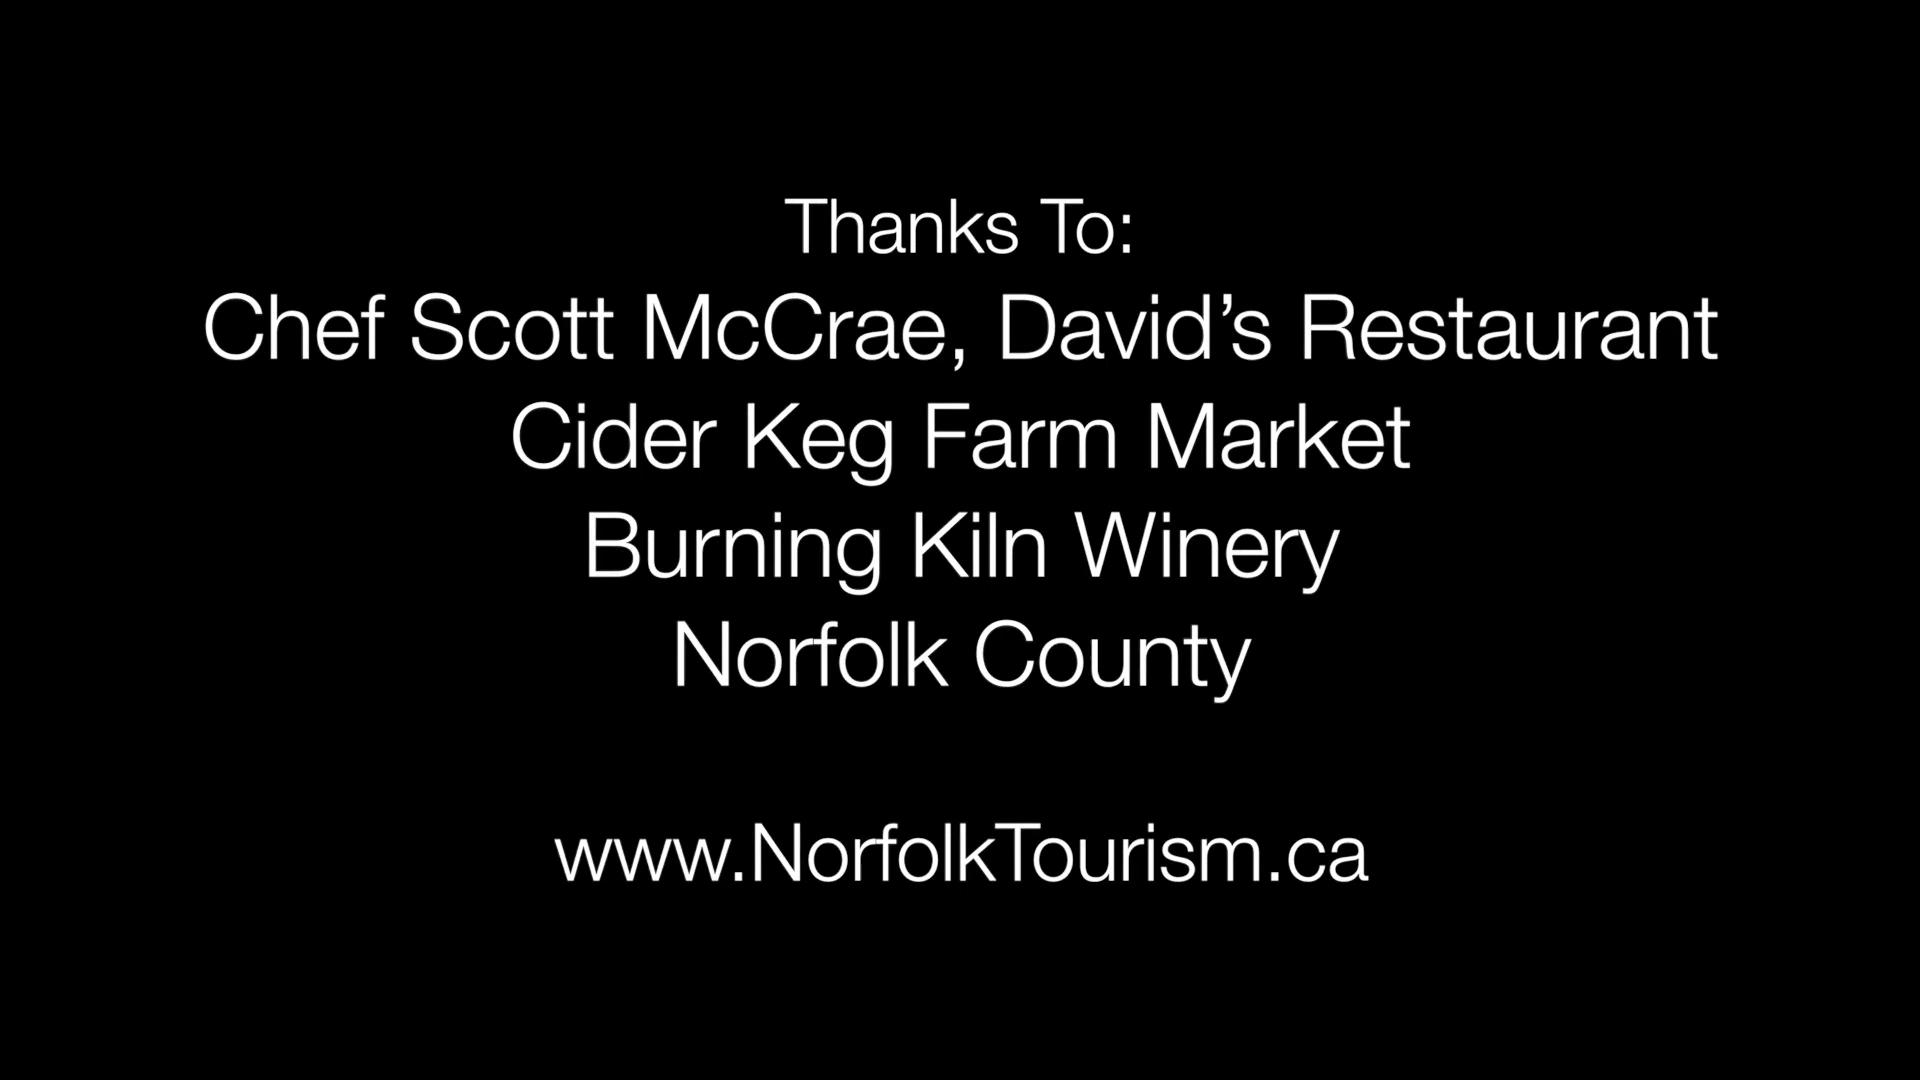 Thanks To:
Chef Scott McCrae, David’s Restaurant
Cider Keg Farm Market
Burning Kiln Winery
Norfolk County
www.NorfolkTourism.ca